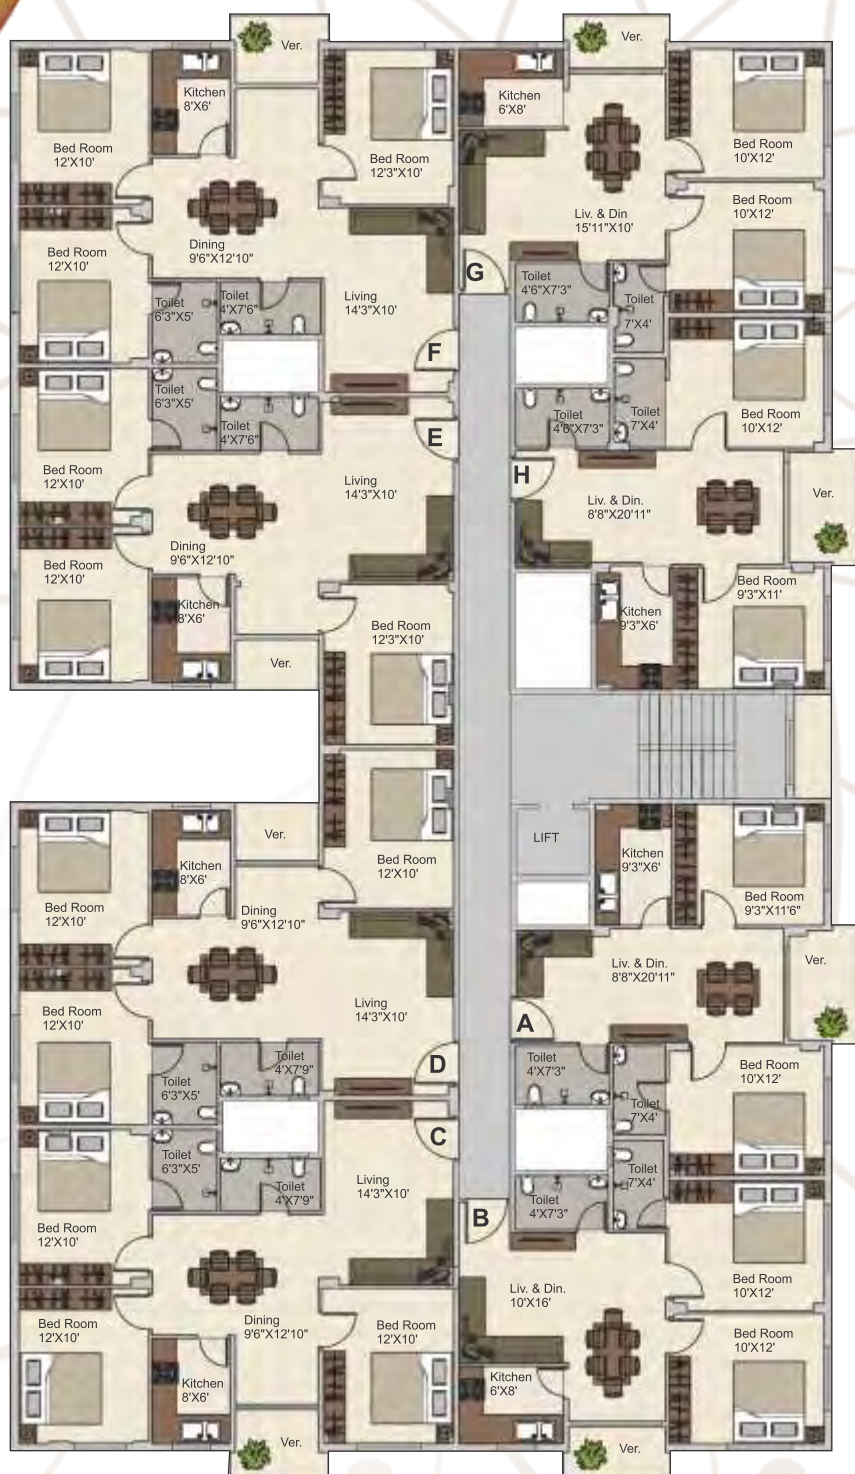 Ver.
Kitchen
8'X6'
Bed Room
12'X10'
Bed Room
12'3"X10'
Bed Room
12'X10'
Dining
9'6"X12'10"
Living
14'3"X10'
Toilet
6'3"X5'
Toilet
4'X7'6"
F
Ver.
Kitchen
6'X8'
Bed Room
10'X12'
Liv. & Din
15'11"X10'
Bed Room
10'X12'
G
Toilet
4'6"X7'3"
Toilet
7'X4'
Toilet
6'3"X5'
Toilet
4'X7'6"
E
Bed Room
12'X10'
Living
14'3"X10'
Dining
9'6"X12'10"
Bed Room
12'X10'
Kitchen
8'X6'
Ver.
Bed Room
12'3"X10'
Toilet
4'6"X7'3"
Toilet
7'X4'
Bed Room
10'X12'
H
Liv. & Din.
8'8"X20'11"
Ver.
Kitchen
9'3"X6'
Bed Room
9'3"X11'
Ver.
Kitchen
8'X6'
Bed Room
12'X10'
Dining
9'6"X12'10"
Bed Room
12'X10'
Bed Room
12'X10'
Living
14'3"X10'
Toilet
6'3"X5'
Toilet
4'X7'9"
D
LIFT
Kitchen
9'3"X6'
Bed Room
9'3"X11'6"
Liv. & Din.
8'8"X20'11"
Ver.
A
Toilet
4'X7'3"
Toilet
7'X4'
Bed Room
10'X12'
C
Toilet
6'3"X5'
Toilet
4'X7'9"
Living
14'3"X10'
Bed Room
12'X10'
Bed Room
12'X10'
Dining
9'6"X12'10"
Bed Room
12'X10'
Kitchen
8'X6'
Ver.
Toilet
7'X4'
Toilet
4'X7'3"
B
Liv. & Din.
10'X16'
Bed Room
10'X12'
Bed Room
10'X12'
Kitchen
6'X8'
Ver.